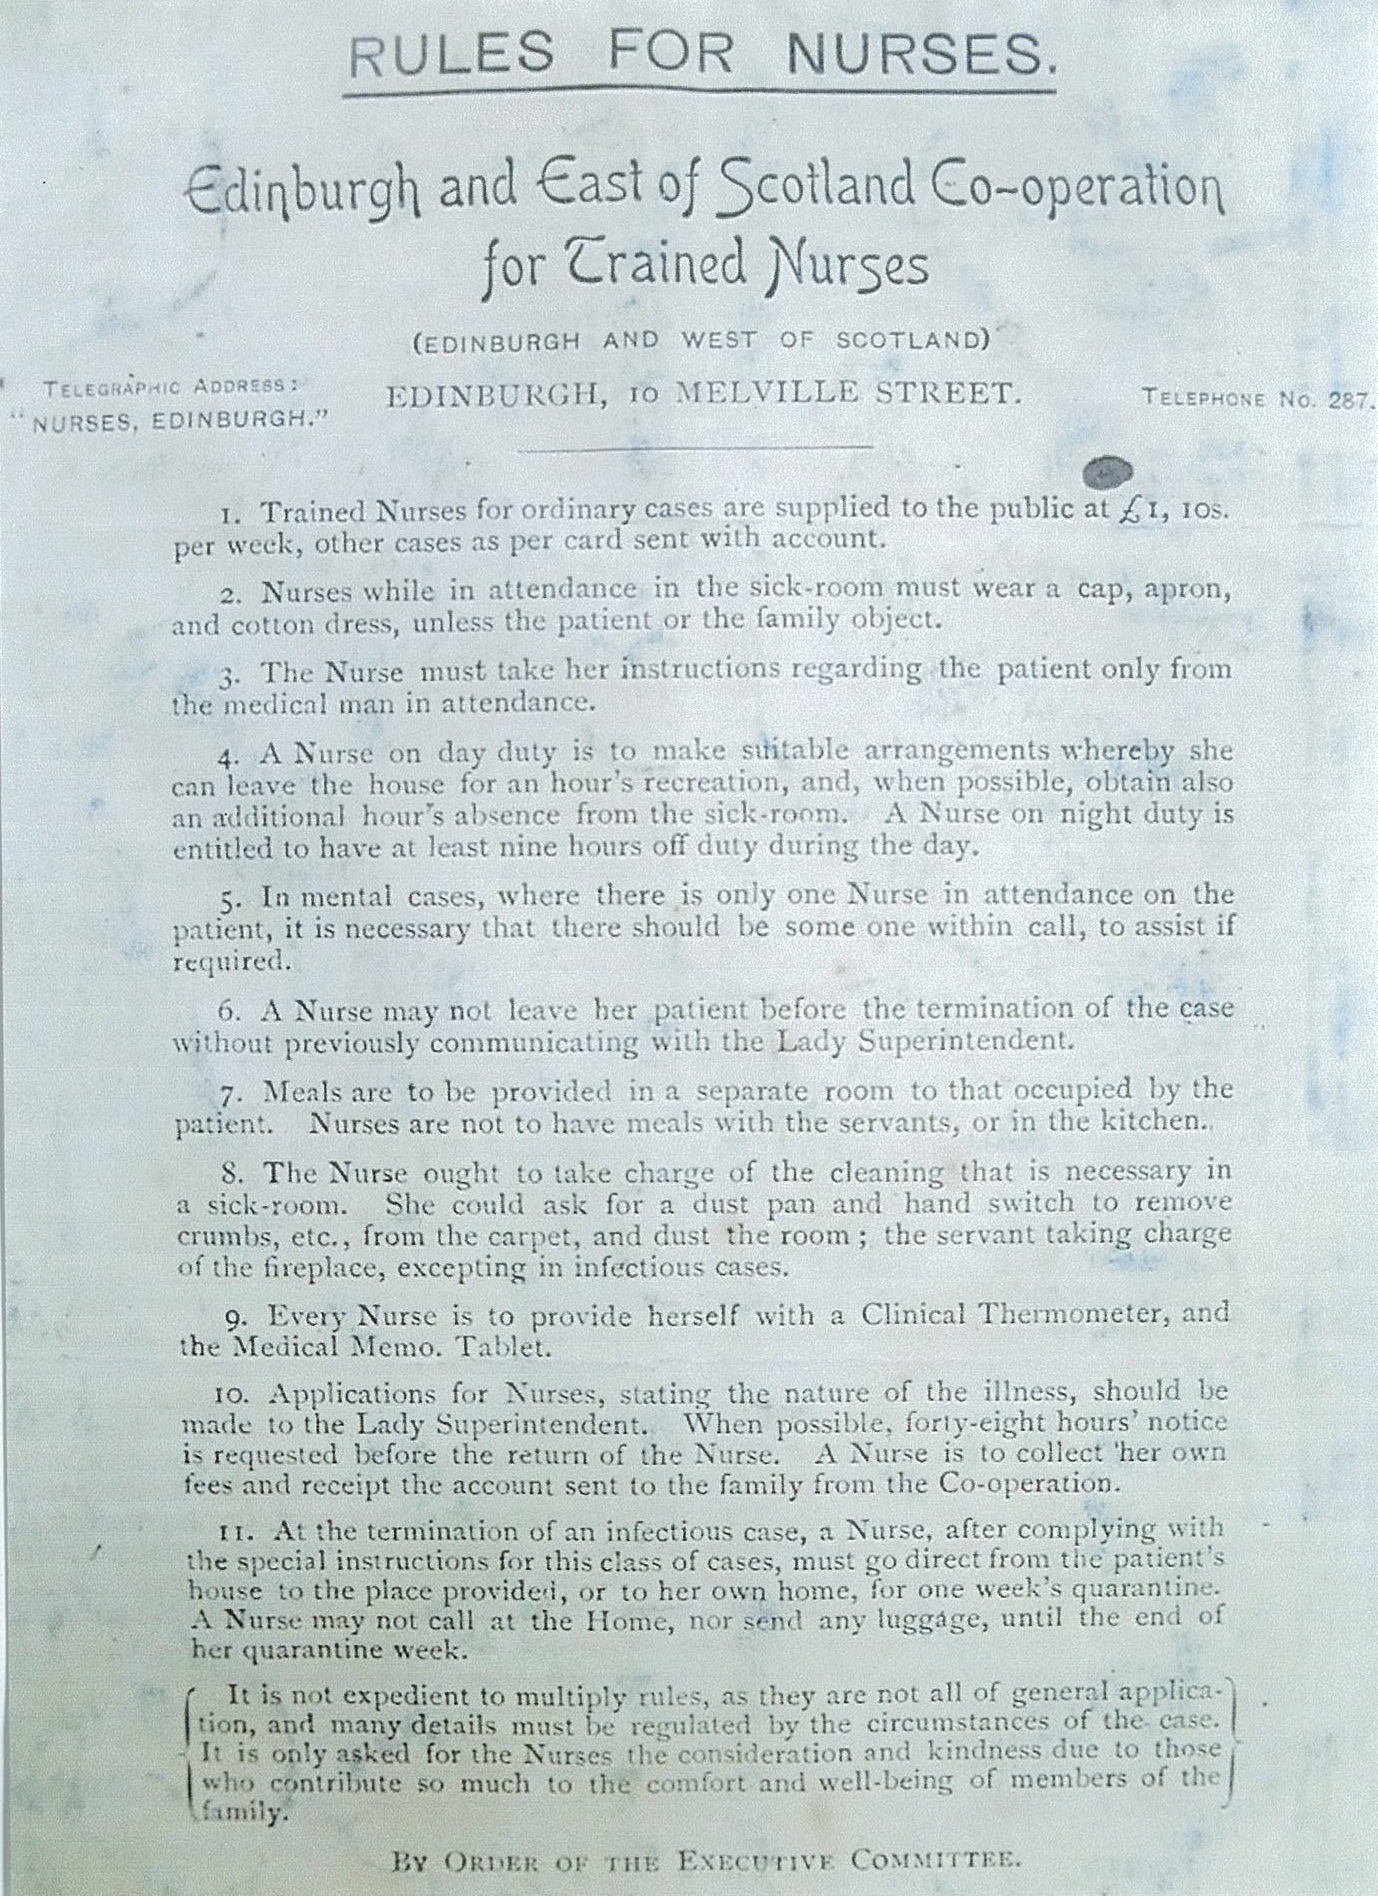 RULES FOR NURSES.
Edinburgh and East of Scotland Co-operation
for Trained Nurses
(EDINBURGH AND WEST OF SCOTLAND)
TELEGRAPHIC ADDRESS:
"NURSES, EDINBURGH."
EDINBURGH, 10 MELVILLE STREET.
TELEPHONE No. 287.
1. Trained Nurses for ordinary cases are supplied to the public at £1, 10s.
per week, other cases as per card sent with account.
2. Nurses while in attendance in the sick-room must wear a cap, apron,
and cotton dress, unless the patient or the family object.
3. The Nurse must take her instructions regarding the patient only from
the medical man in attendance.
4. A Nurse on day duty is to make suitable arrangements whereby she
can leave the house for an hour's recreation, and, when possible, obtain also
an additional hour's absence from the sick-room. A Nurse on night duty is
entitled to have at least nine hours off duty during the day.
5. In mental cases, where there is only one Nurse in attendance on the
patient, it is necessary that there should be some one within call, to assist if
required.
6. A Nurse may not leave her patient before the termination of the case
without previously communicating with the Lady Superintendent.
7. Meals are to be provided in a separate room to that occupied by the
patient. Nurses are not to have meals with the servants, or in the kitchen.
8. The Nurse ought to take charge of the cleaning that is necessary in
a sick-room. She could ask for a dust pan and hand switch to remove
crumbs, etc., from the carpet, and dust the room; the servant taking charge
of the fireplace, excepting in infectious cases.
9. Every Nurse is to provide herself with a Clinical Thermometer, and
the Medical Memo. Tablet.
10. Applications for Nurses, stating the nature of the illness, should be
made to the Lady Superintendent. When possible, forty-eight hours' notice
is requested before the return of the Nurse. A Nurse is to collect her own
fees and receipt the account sent to the family from the Co-operation.
11. At the termination of an infectious case, a Nurse, after complying with
the special instructions for this class of cases, must go direct from the patient's
house to the place provided, or to her own home, for one week's quarantine.
A Nurse may not call at the Home, nor send any luggage, until the end of
her quarantine week.
It is not expedient to multiply rules, as they are not all of general applica-
tion, and many details must be regulated by the circumstances of the case.
It is only asked for the Nurses the consideration and kindness due to those
who contribute so much to the comfort and well-being of members of the
family.
BY ORDER OF THE EXECUTIVE COMMITTEE.